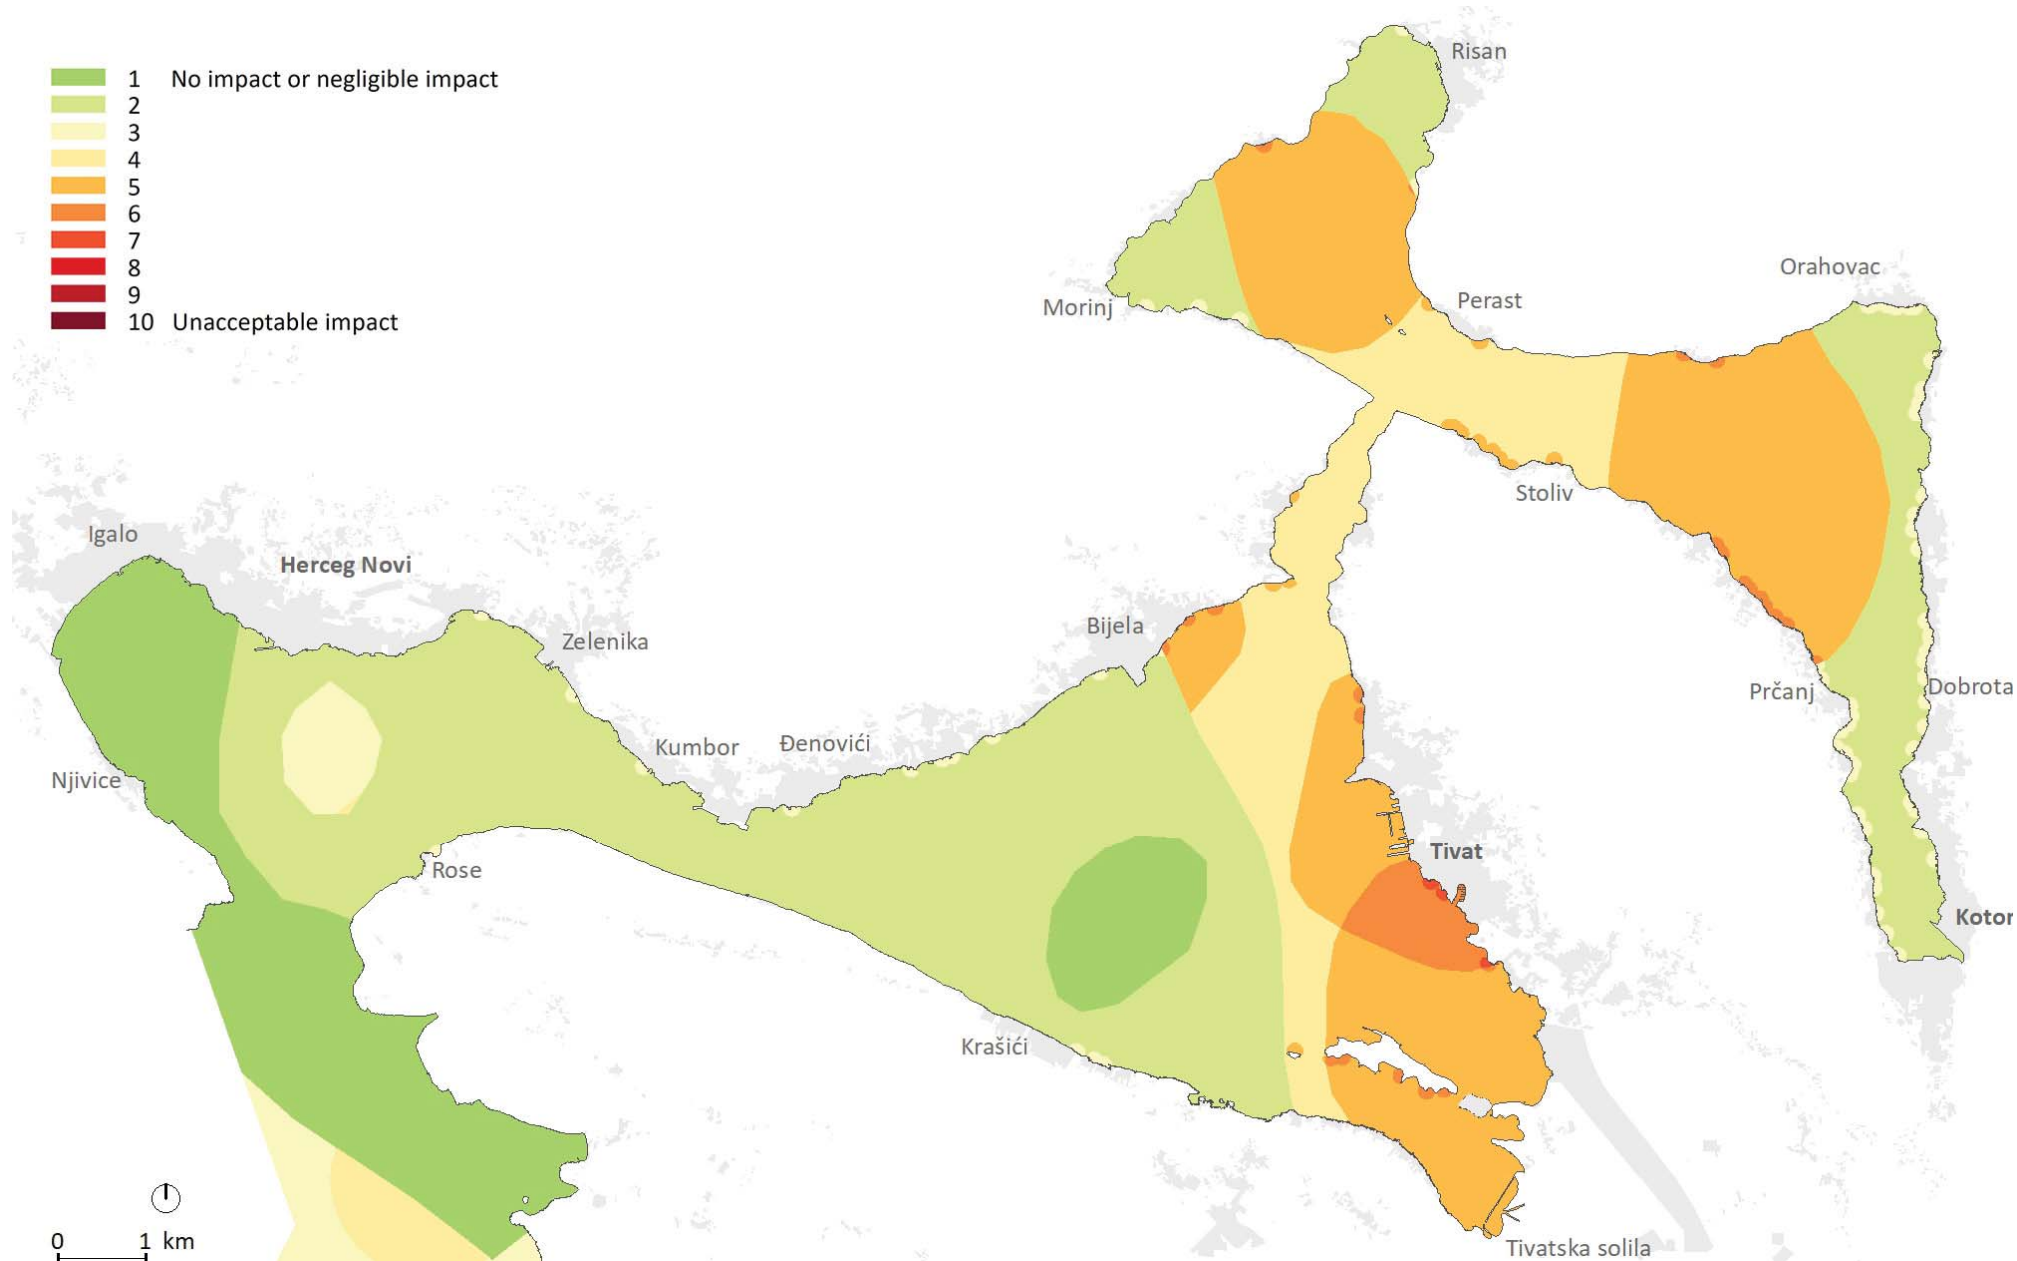 1 No impact or negligible impact
2
3
4
5
6
7
8
9
10 Unacceptable impact
Risan
Orahovac
Morinj
Perast
Stoliv
Igalo
Herceg Novi
Zelenika
Bijela
Prčanj
Dobrota
Njivice
Kumbor
Đenovići
Rose
Tivat
Kotor
Krašići
0 1 km
Tivatska solila